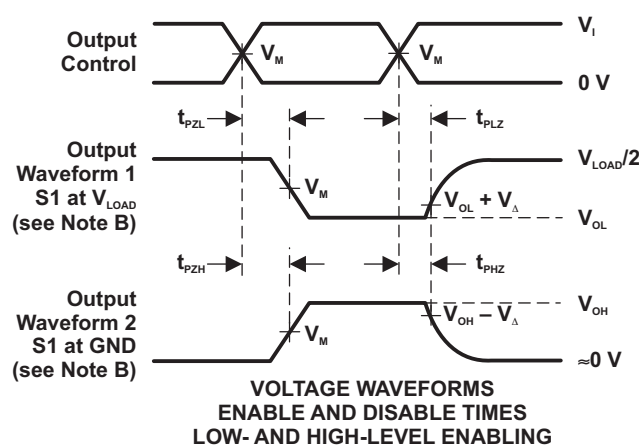 Output
Control
V_M
V_M
V_I
0 V
t_PZL
t_PLZ
Output
Waveform 1
S1 at V_LOAD
(see Note B)
V_M
V_OL + V_Δ
V_LOAD/2
V_OL
t_PZH
t_PHZ
Output
Waveform 2
S1 at GND
(see Note B)
V_M
V_OH – V_Δ
V_OH
≈0 V
VOLTAGE WAVEFORMS
ENABLE AND DISABLE TIMES
LOW- AND HIGH-LEVEL ENABLING